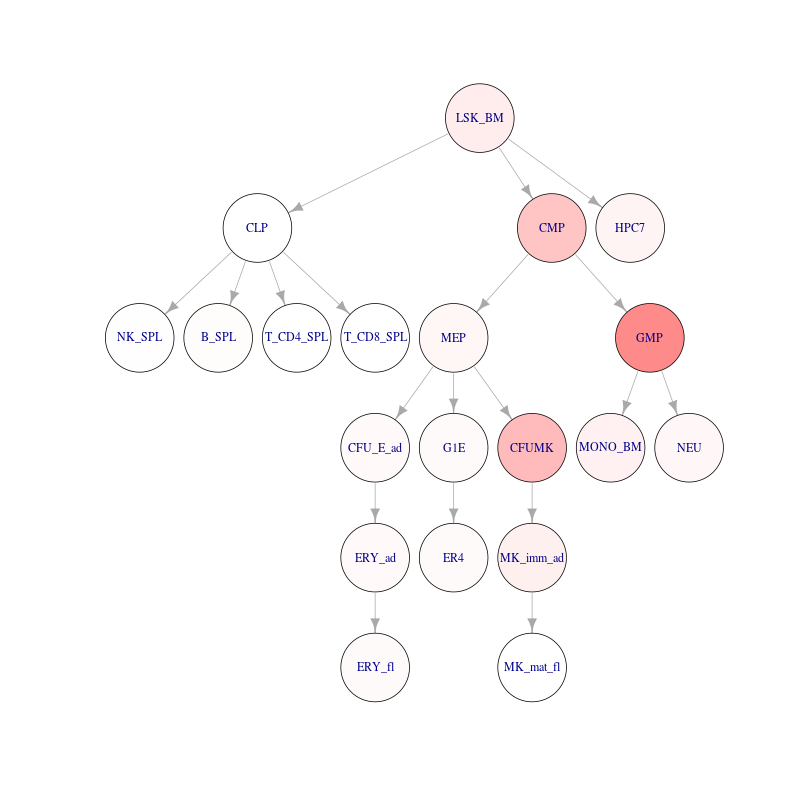 LSK_BM
CLP
CMP
HPC7
NK_SPL
B_SPL
T_CD4_SPL
T_CD8_SPL
MEP
GMP
CFU_E_ad
G1E
CFUMK
MONO_BM
NEU
ERY_ad
ER4
MK_imm_ad
ERY_fl
MK_mat_fl